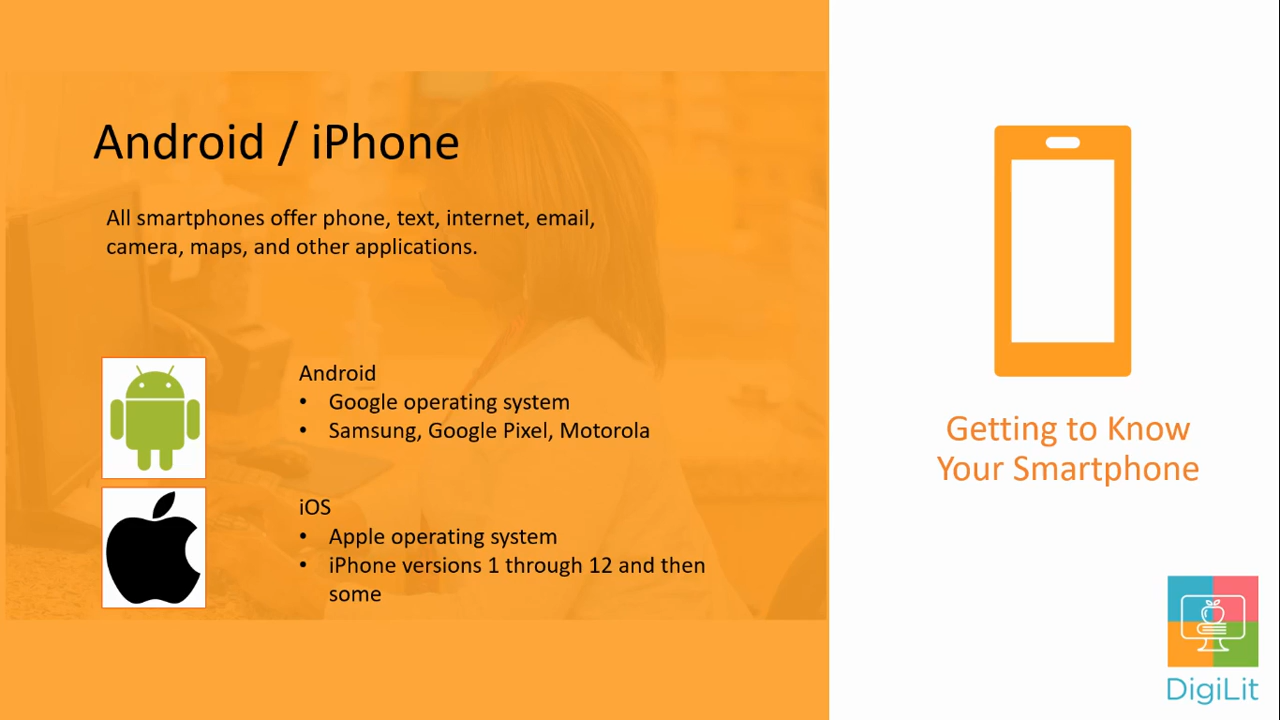 Android / iPhone
All smartphones offer phone, text, internet, email,
camera, maps, and other applications.
Android
• Google operating system
• Samsung, Google Pixel, Motorola
iOS
• Apple operating system
• iPhone versions 1 through 12 and then
some
Getting to Know
Your Smartphone
DigiLit